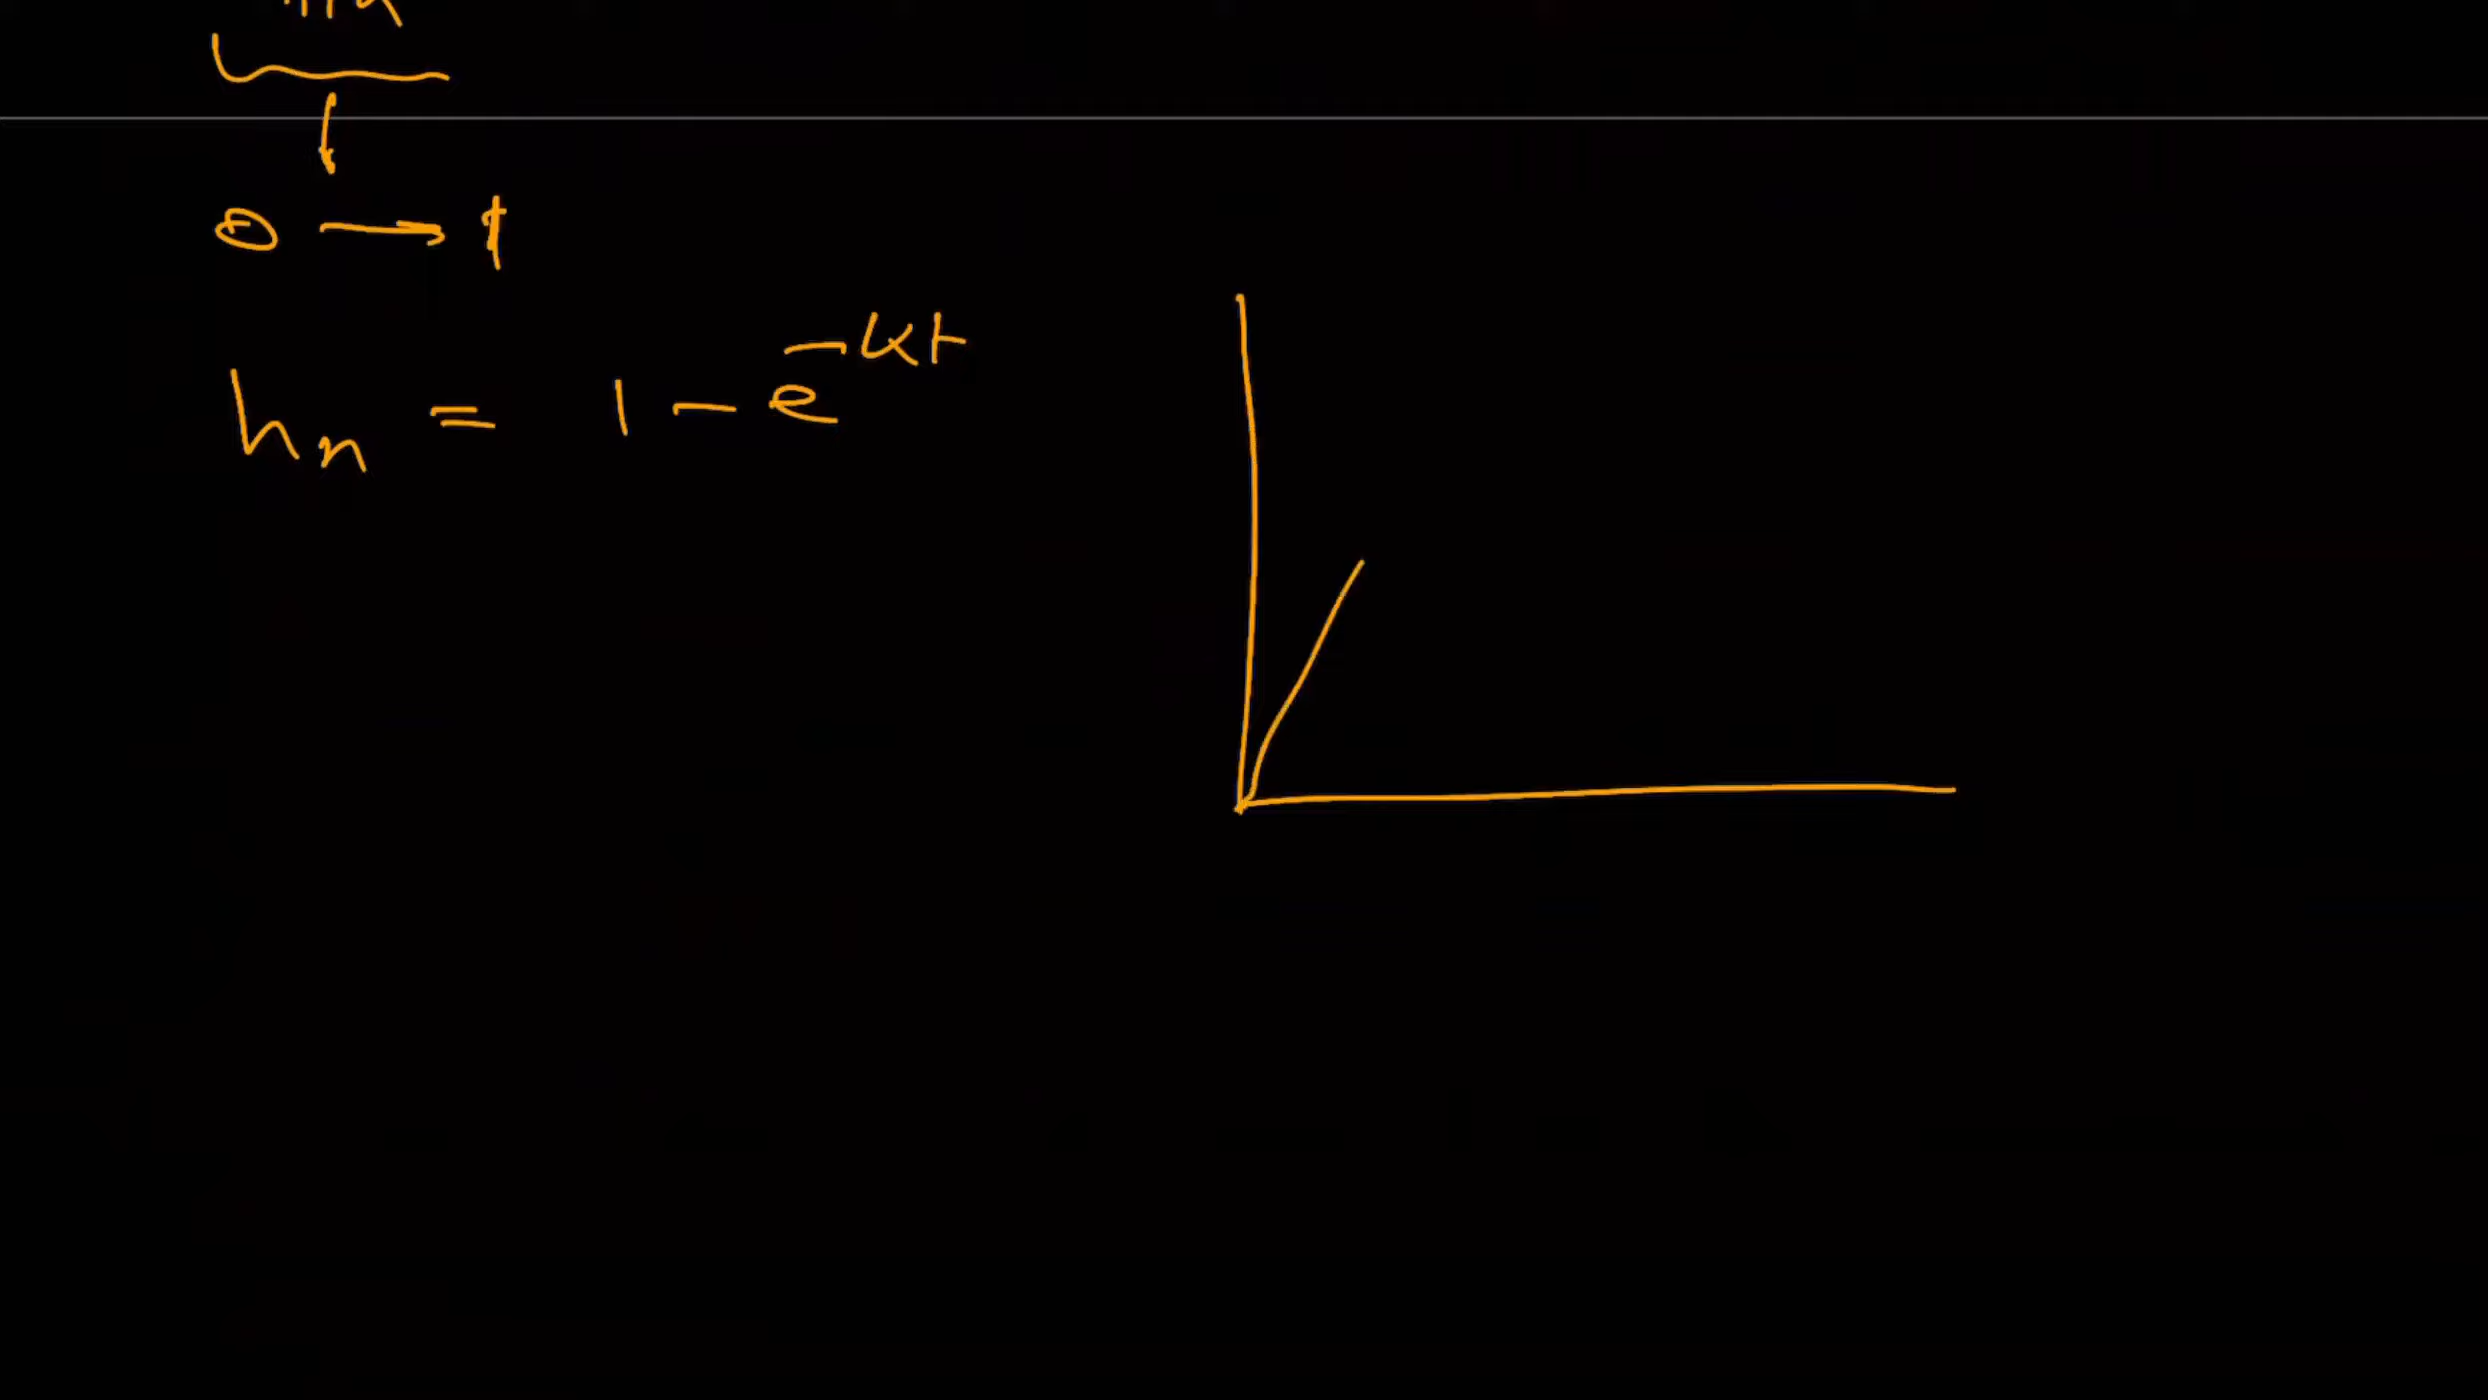 0 → 1
hn = 1 - e^-kt